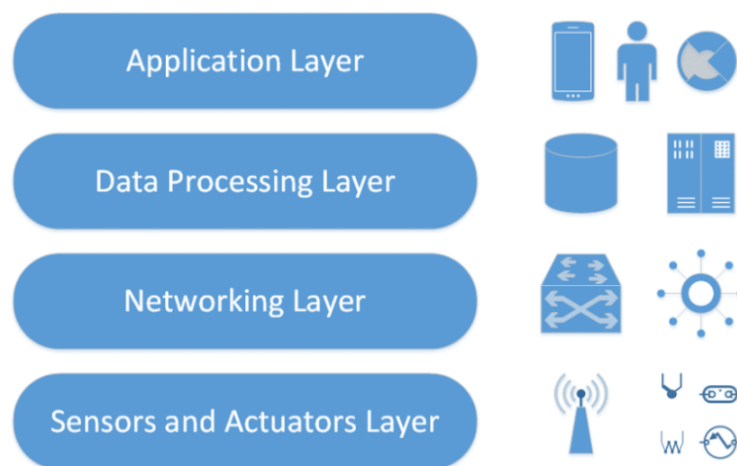 Application Layer
Data Processing Layer
Networking Layer
Sensors and Actuators Layer